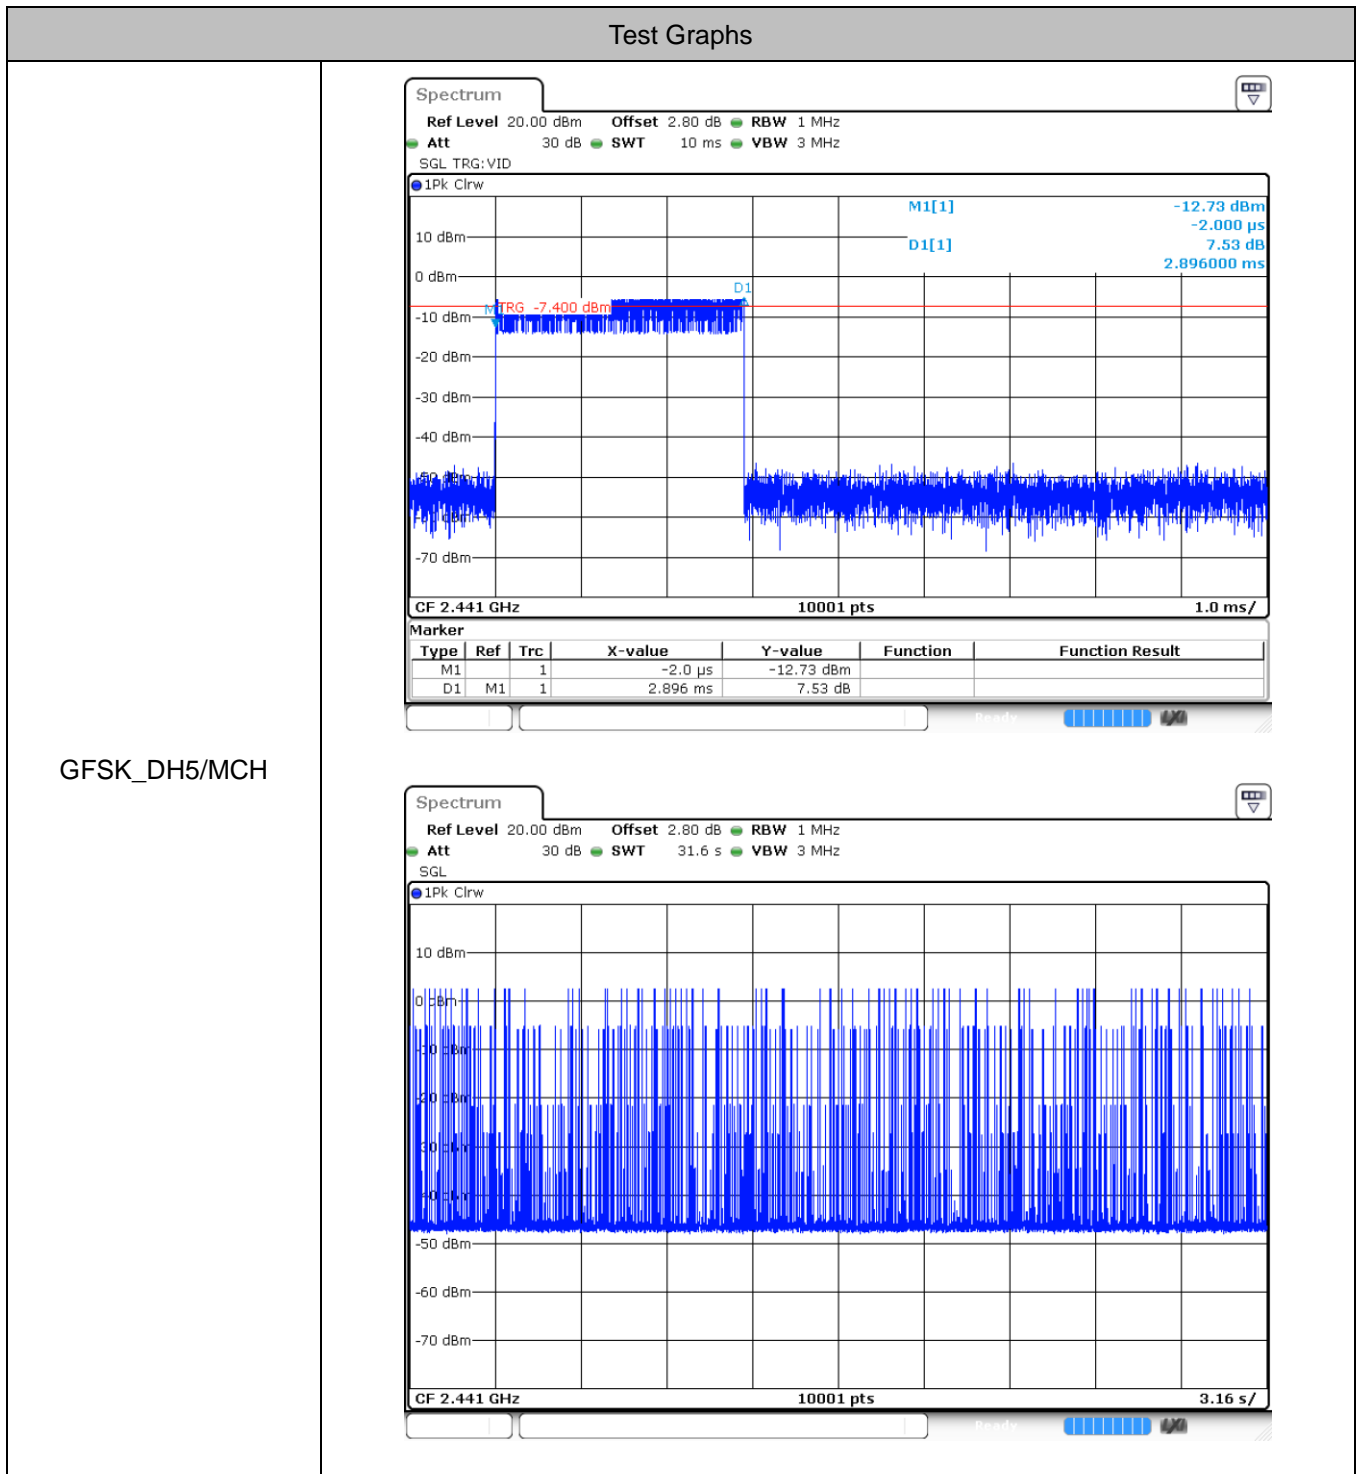 Test Graphs
GFSK_DH5/MCH
Spectrum
Ref Level 20.00 dBm Offset 2.80 dB RBW 1 MHz
Att 30 dB SWT 10 ms VBW 3 MHz
SGL TRG:VID
1Pk Clrw
M1[1] -12.73 dBm
-2.000 µs
10 dBm
D1[1] 7.53 dB
2.896000 ms
0 dBm
D1
TRG -7.400 dBm
-10 dBm
-20 dBm
-30 dBm
-40 dBm
-70 dBm
CF 2.441 GHz 10001 pts 1.0 ms/
Marker
Type Ref Trc X-value Y-value Function Function Result
M1 1 -2.0 µs -12.73 dBm
D1 M1 1 2.896 ms 7.53 dB
Ready
Spectrum
Ref Level 20.00 dBm Offset 2.80 dB RBW 1 MHz
Att 30 dB SWT 31.6 s VBW 3 MHz
SGL
1Pk Clrw
10 dBm
0 dBm
-50 dBm
-60 dBm
-70 dBm
CF 2.441 GHz 10001 pts 3.16 s/
Ready